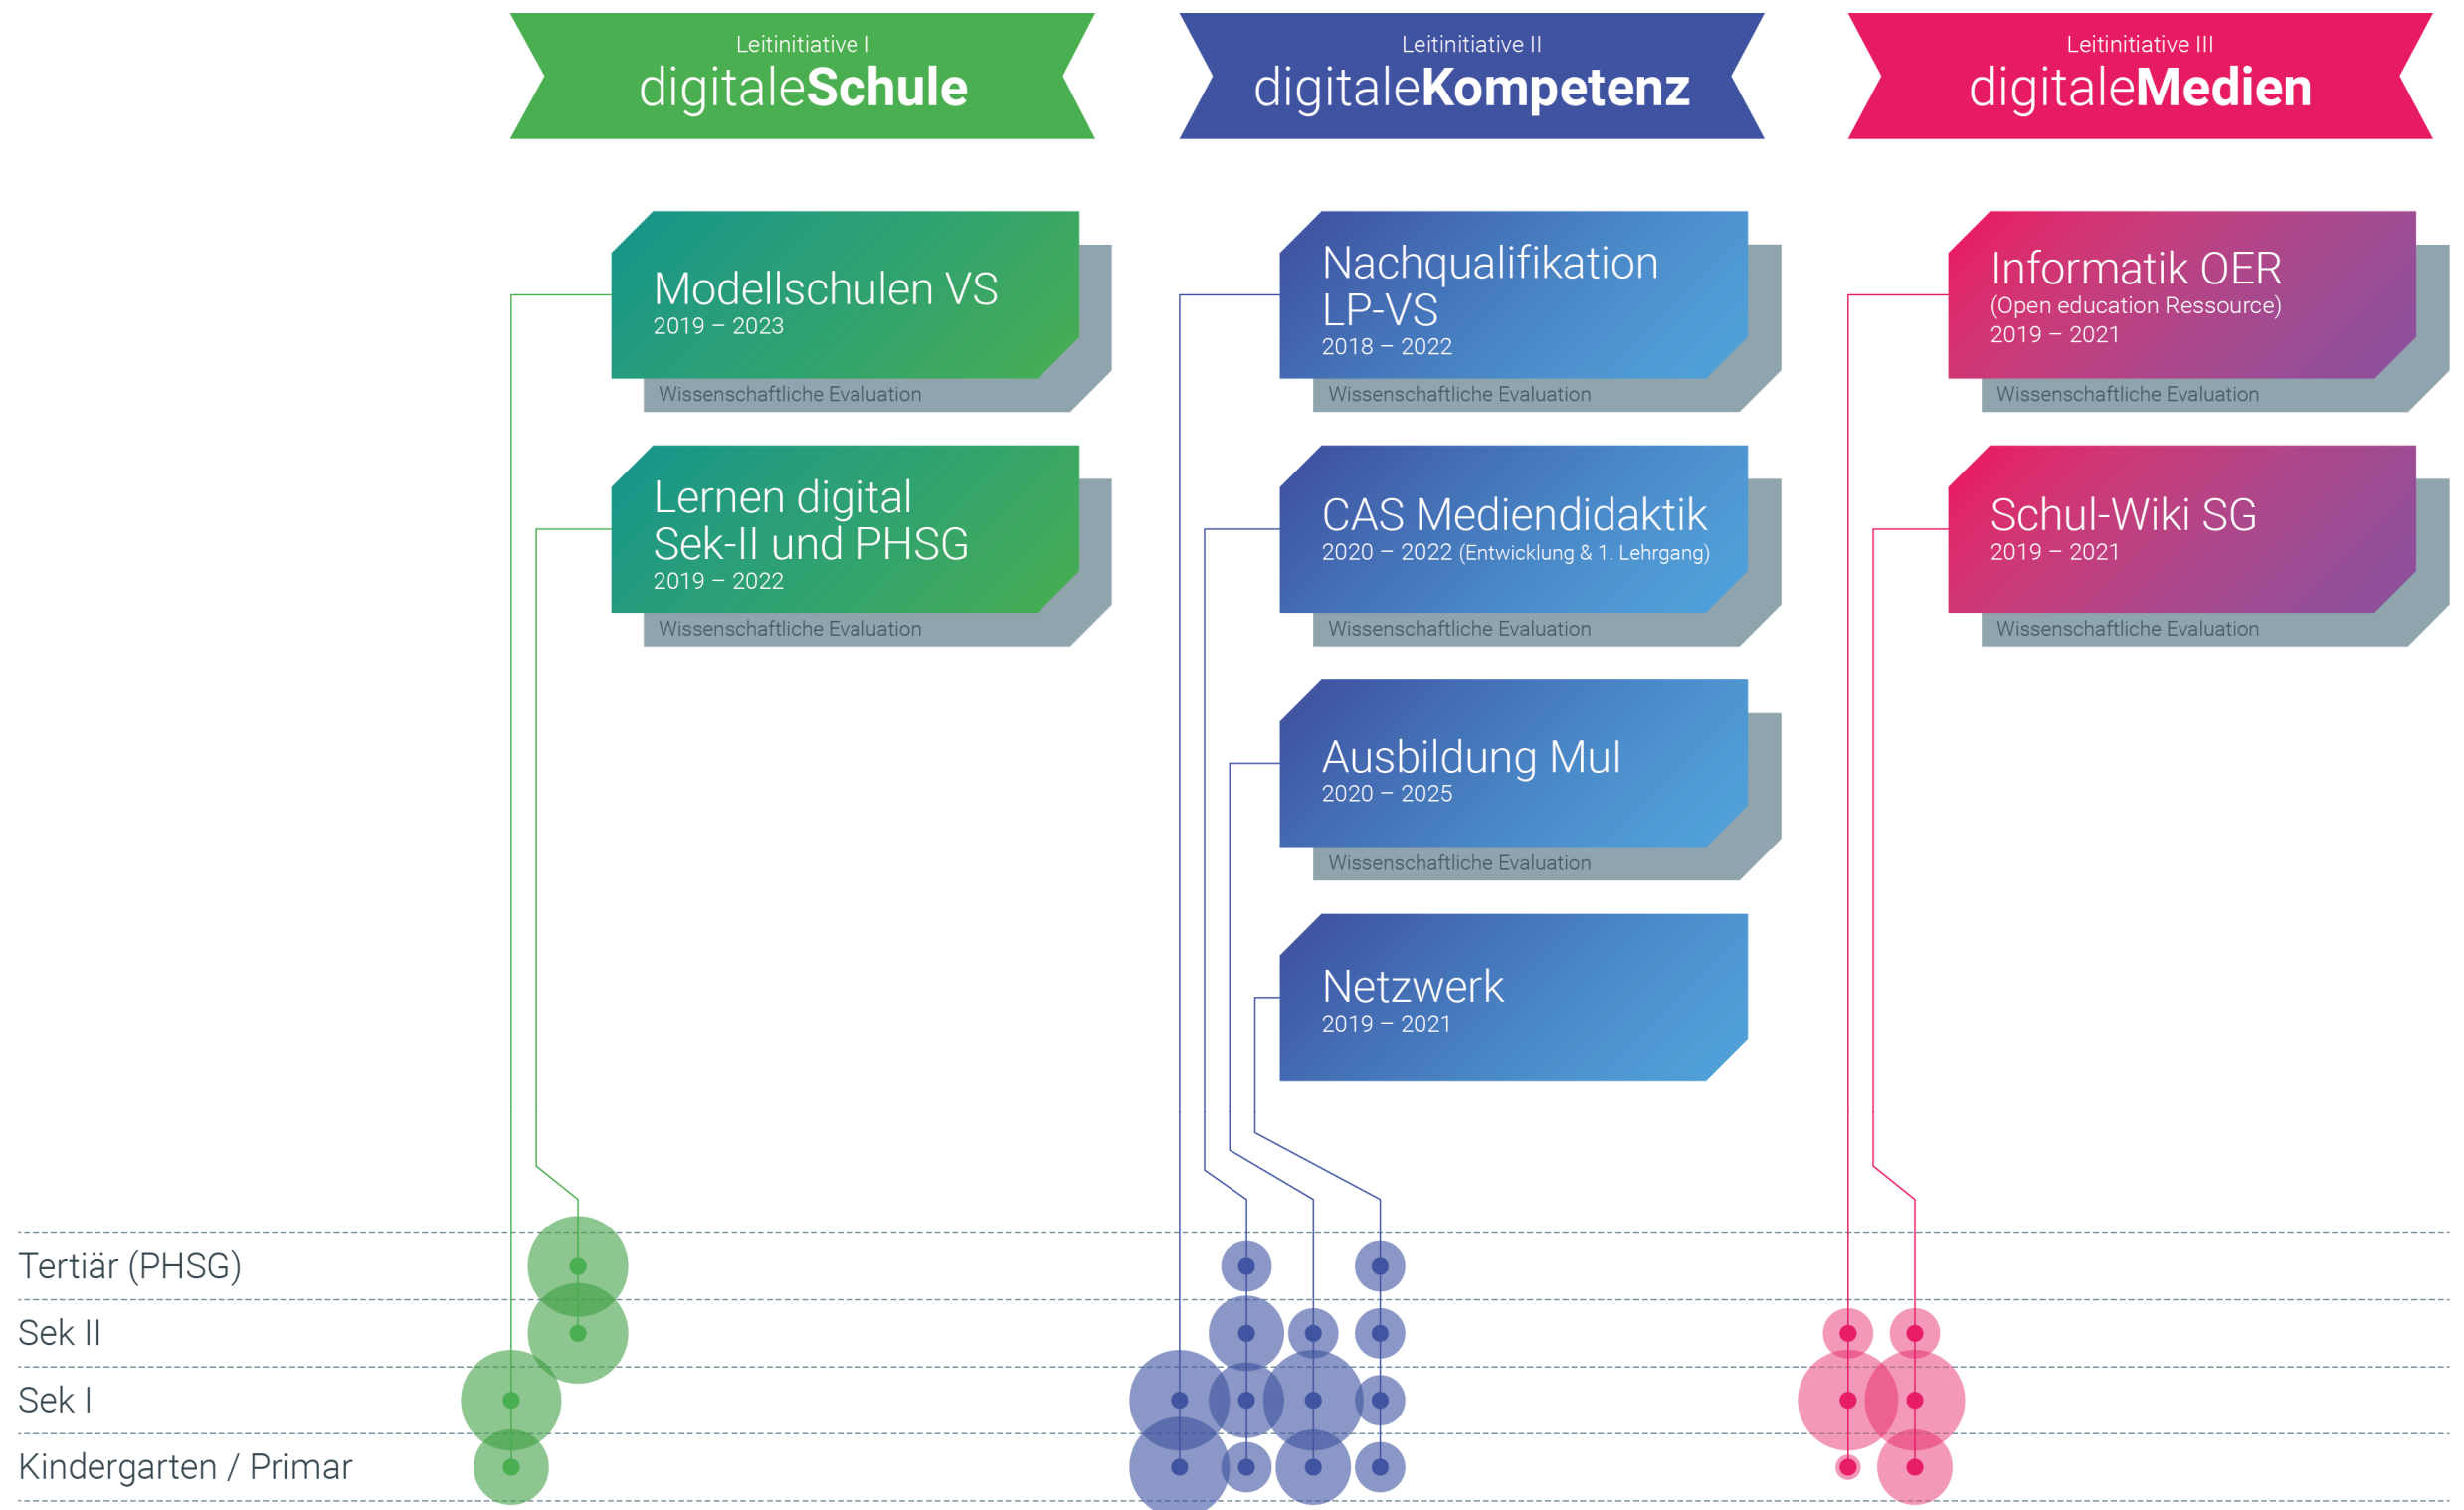 Leitinitiative I
digitaleSchule
Leitinitiative II
digitaleKompetenz
Leitinitiative III
digitaleMedien
Modellschulen VS
2019 – 2023
Wissenschaftliche Evaluation
Lernen digital
Sek-II und PHSG
2019 – 2022
Wissenschaftliche Evaluation
Nachqualifikation
LP-VS
2018 – 2022
Wissenschaftliche Evaluation
CAS Mediendidaktik
2020 – 2022 (Entwicklung & 1. Lehrgang)
Wissenschaftliche Evaluation
Ausbildung MuI
2020 – 2025
Wissenschaftliche Evaluation
Netzwerk
2019 – 2021
Informatik OER
(Open education Ressource)
2019 – 2021
Wissenschaftliche Evaluation
Schul-Wiki SG
2019 – 2021
Wissenschaftliche Evaluation
Tertiär (PHSG)
Sek II
Sek I
Kindergarten / Primar